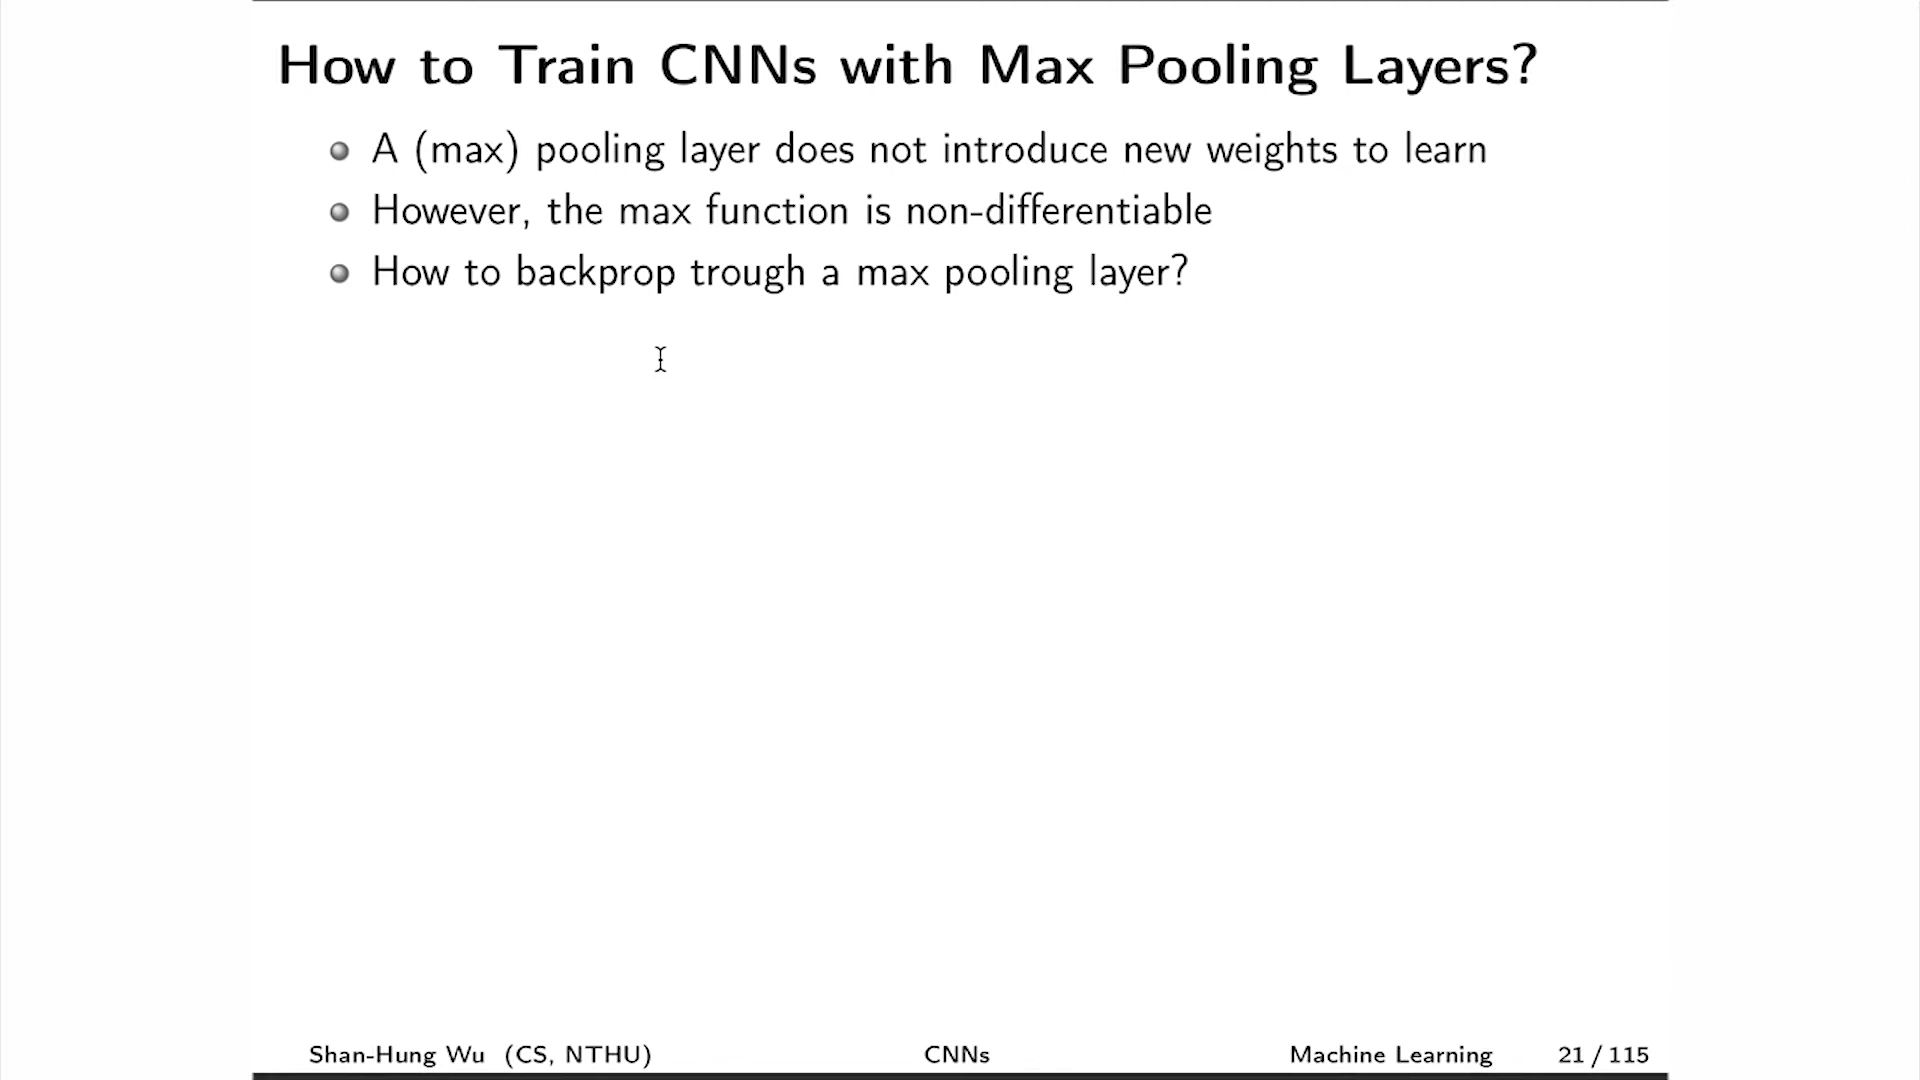 How to Train CNNs with Max Pooling Layers?
A (max) pooling layer does not introduce new weights to learn
However, the max function is non-differentiable
How to backprop trough a max pooling layer?
Shan-Hung Wu (CS, NTHU) CNNs Machine Learning 21 / 115